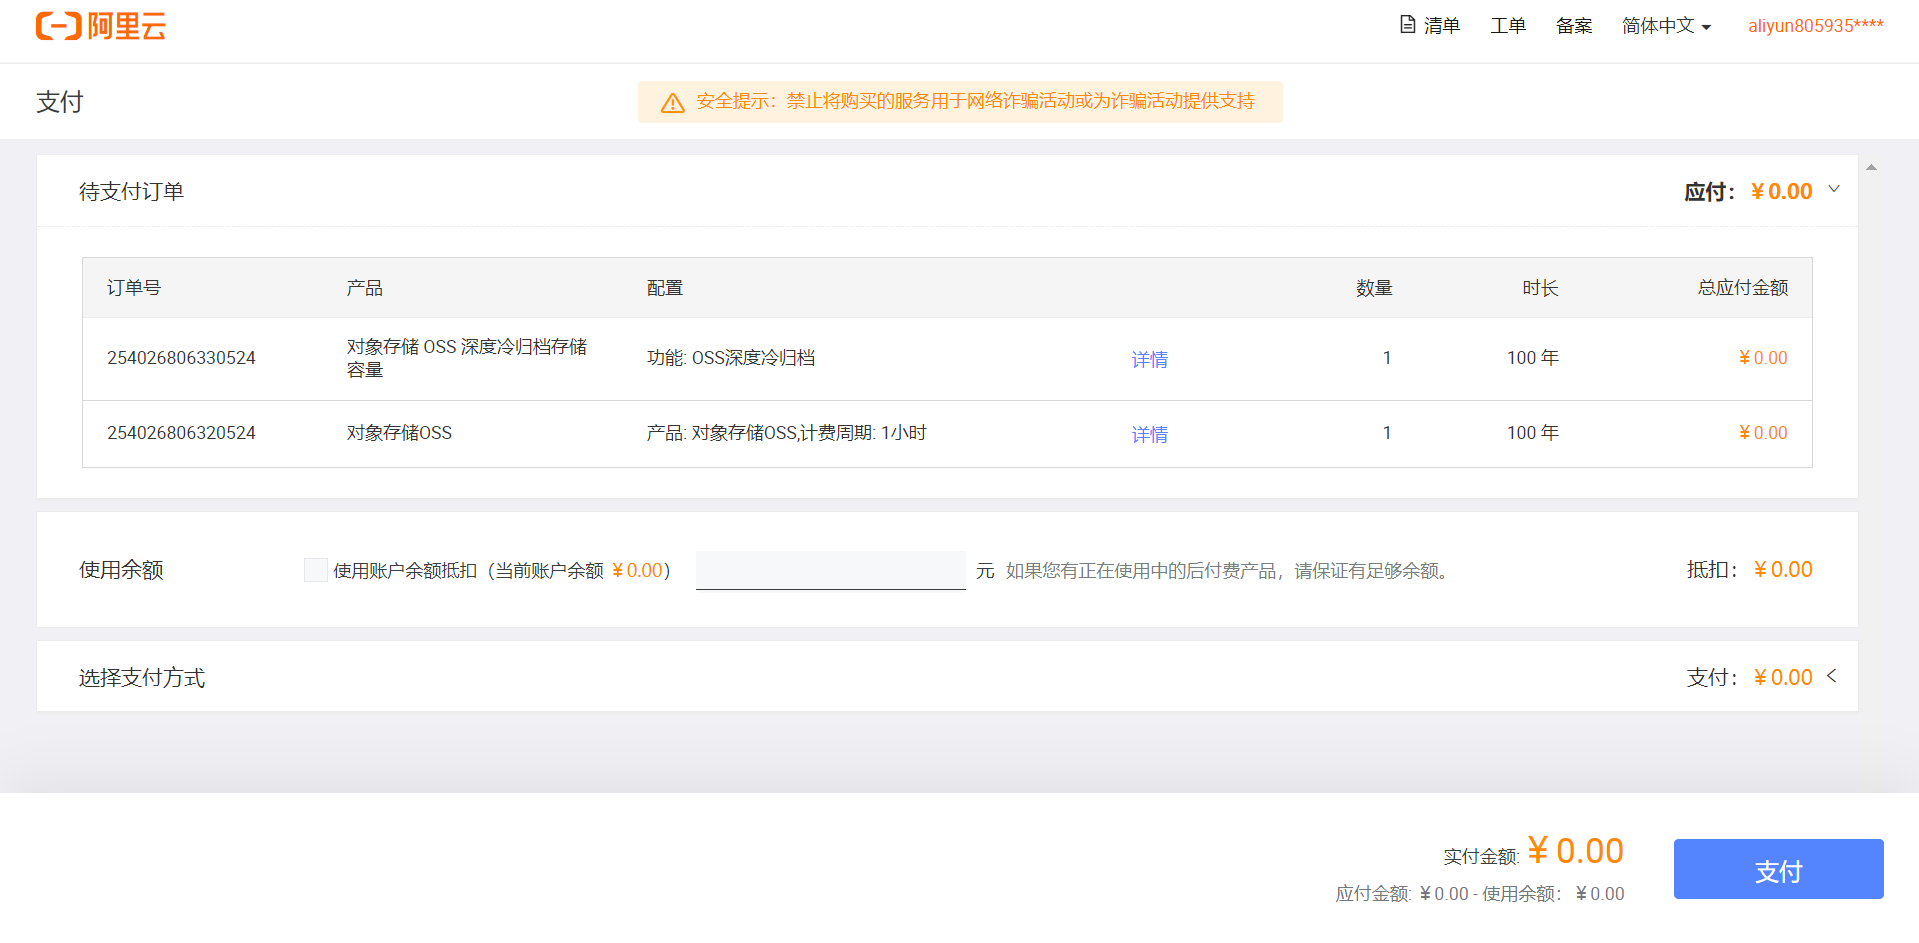 阿里云
清单 工单 备案 简体中文 aliyun805935****
支付
安全提示：禁止将购买的服务用于网络诈骗活动或为诈骗活动提供支持
待支付订单 应付：¥0.00
订单号 产品 配置 数量 时长 总应付金额
254026806330524 对象存储 OSS 深度冷归档存储 功能: OSS深度冷归档 详情 1 100 年 ¥0.00
容量
254026806320524 对象存储OSS 产品: 对象存储OSS,计费周期: 1小时 详情 1 100 年 ¥0.00
使用余额 使用账户余额抵扣（当前账户余额 ¥0.00） 元 如果您有正在使用中的后付费产品，请保证有足够余额。 抵扣：¥0.00
选择支付方式 支付：¥0.00
实付金额: ¥0.00
应付金额: ¥0.00 - 使用余额：¥0.00
支付